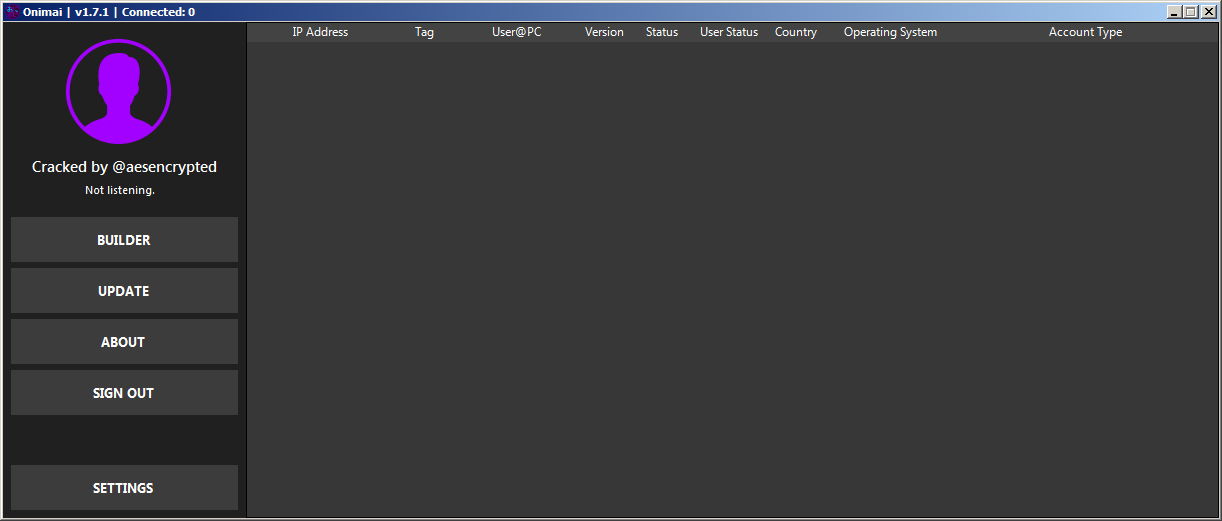 Onimai | v1.7.1 | Connected: 0
IP Address Tag User@PC Version Status User Status Country Operating System Account Type
Cracked by @aesencrypted
Not listening.
BUILDER
UPDATE
ABOUT
SIGN OUT
SETTINGS